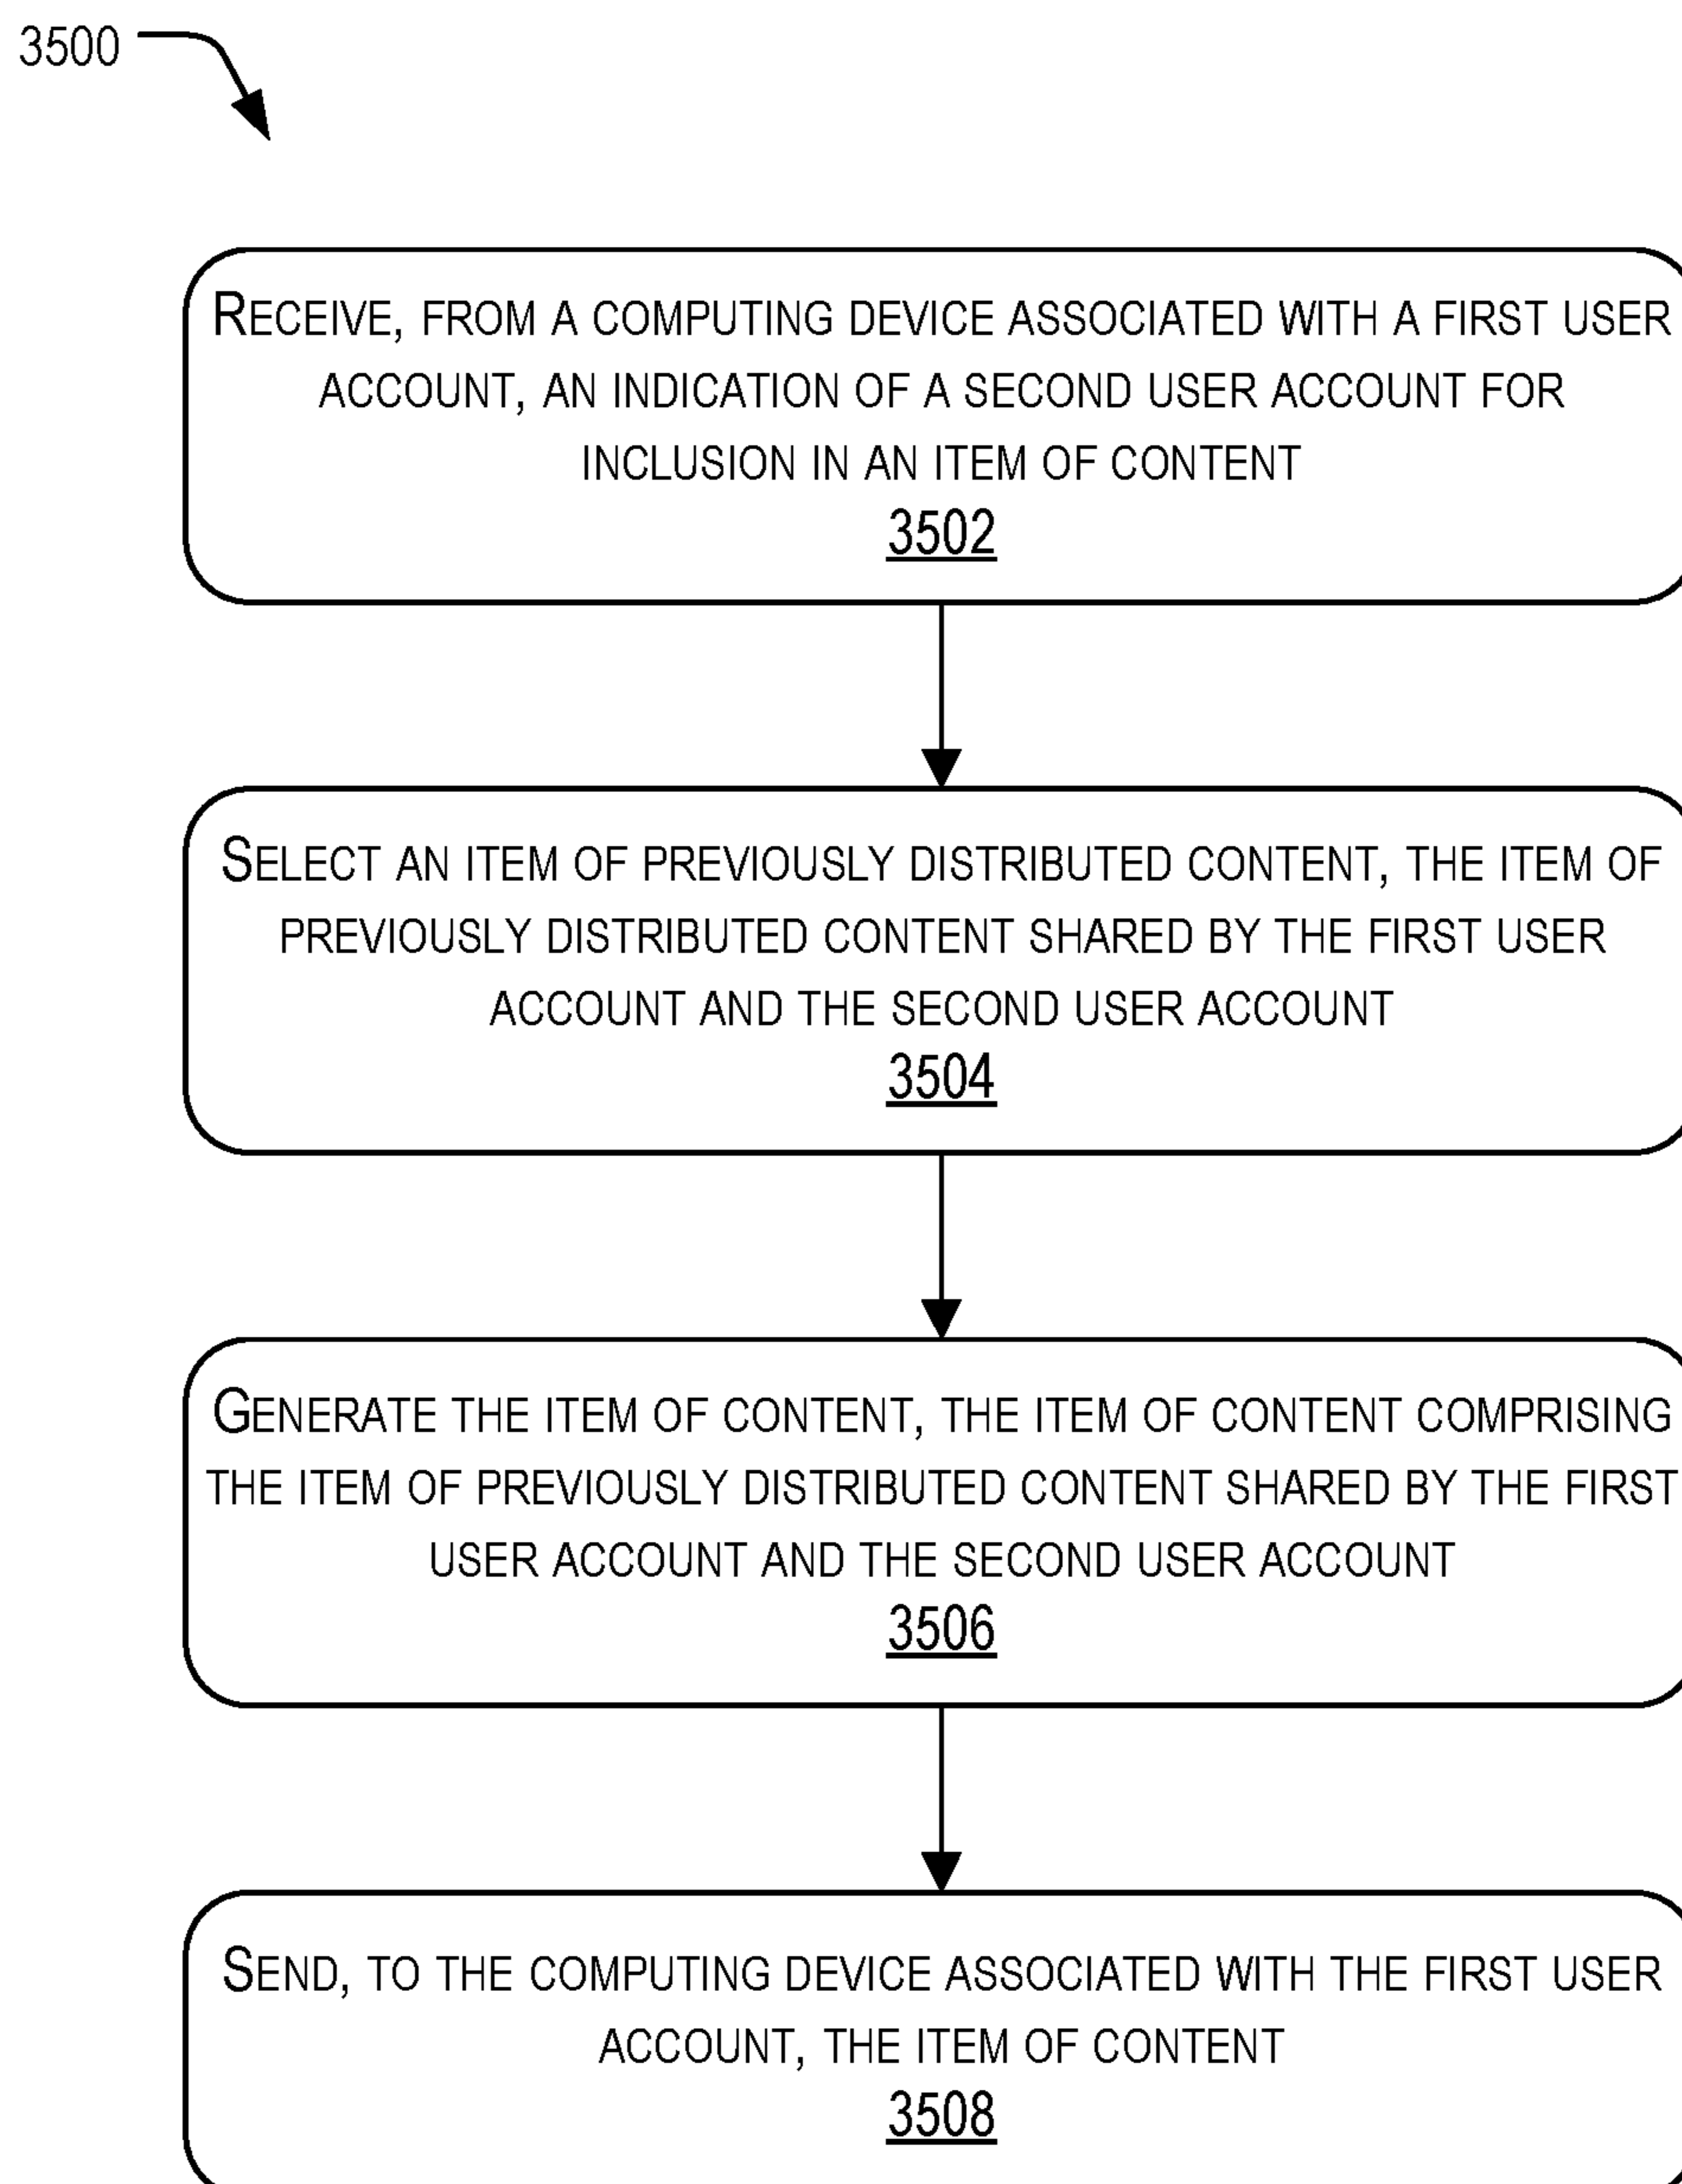 3500
RECEIVE, FROM A COMPUTING DEVICE ASSOCIATED WITH A FIRST USER
ACCOUNT, AN INDICATION OF A SECOND USER ACCOUNT FOR
INCLUSION IN AN ITEM OF CONTENT
3502
SELECT AN ITEM OF PREVIOUSLY DISTRIBUTED CONTENT, THE ITEM OF
PREVIOUSLY DISTRIBUTED CONTENT SHARED BY THE FIRST USER
ACCOUNT AND THE SECOND USER ACCOUNT
3504
GENERATE THE ITEM OF CONTENT, THE ITEM OF CONTENT COMPRISING
THE ITEM OF PREVIOUSLY DISTRIBUTED CONTENT SHARED BY THE FIRST
USER ACCOUNT AND THE SECOND USER ACCOUNT
3506
SEND, TO THE COMPUTING DEVICE ASSOCIATED WITH THE FIRST USER
ACCOUNT, THE ITEM OF CONTENT
3508